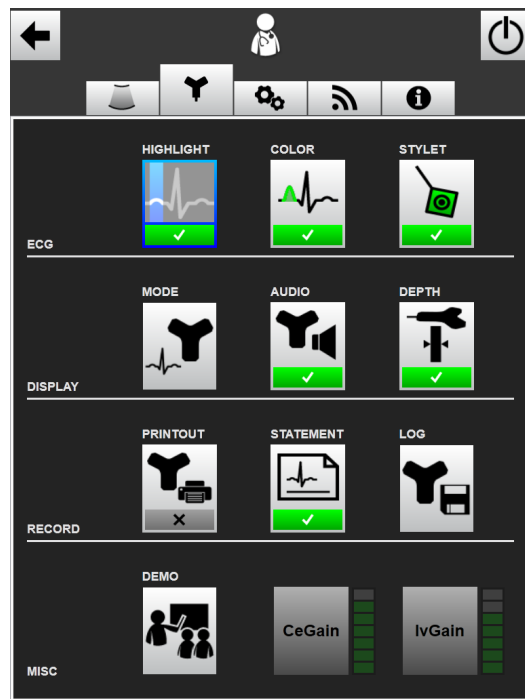 HIGHLIGHT COLOR STYLET
ECG
MODE AUDIO DEPTH
DISPLAY
PRINTOUT STATEMENT LOG
RECORD
DEMO
CeGain IvGain
MISC